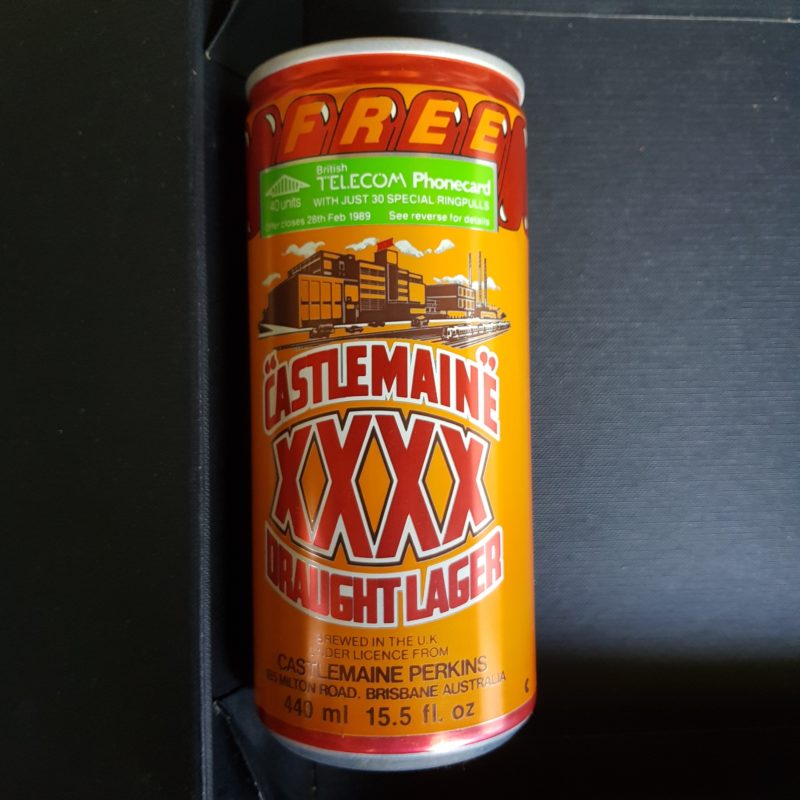 FREE
British
TELECOM Phonecard
40 units
WITH JUST 30 SPECIAL RINGPULLS
Offer closes 28th Feb 1989 See reverse for details
"CASTLEMAINE"
XXXX
DRAUGHT LAGER
BREWED IN THE U.K
UNDER LICENCE FROM
CASTLEMAINE PERKINS
MILTON ROAD. BRISBANE AUSTRALIA
440 ml 15.5 fl. oz